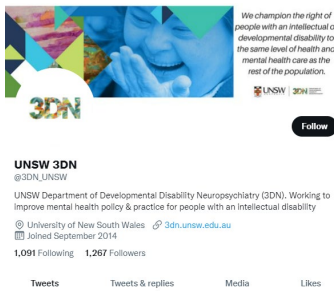 We champion the right of
people with an intellectual o
developmental disability to
the same level of health and
mental health care as the
rest of the population.
UNSW 3DN
3DN
Follow
UNSW 3DN
@3DN_UNSW
UNSW Department of Developmental Disability Neuropsychiatry (3DN). Working to
improve mental health policy & practice for people with an intellectual disability
University of New South Wales 3dn.unsw.edu.au
Joined September 2014
1,091 Following 1,267 Followers
Tweets Tweets & replies Media Likes